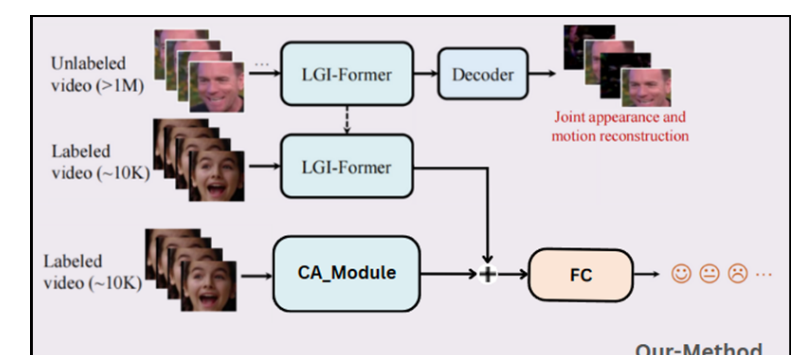 Unlabeled
video (>1M)
...
LGI-Former
Decoder
Joint appearance and
motion reconstruction
Labeled
video (~10K)
LGI-Former
Labeled
video (~10K)
CA_Module
+
FC
...
Our-Method